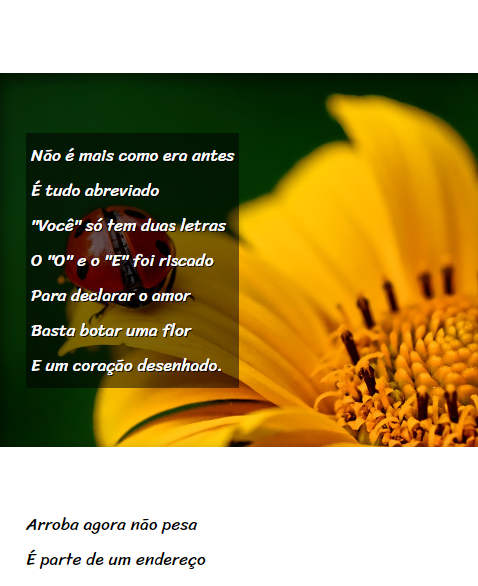 Não é mais como era antes
É tudo abreviado
"Você" só tem duas letras
O "O" e o "E" foi riscado
Para declarar o amor
Basta botar uma flor
E um coração desenhado.
Arroba agora não pesa
É parte de um endereço